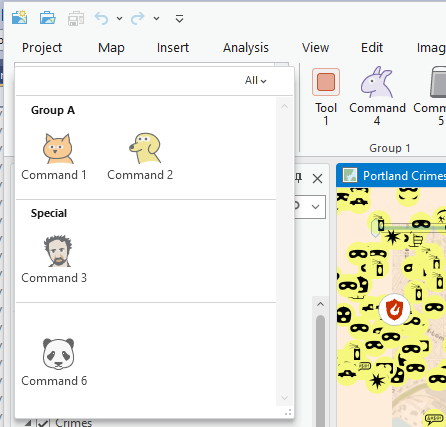 Project Map Insert Analysis View Edit Imag
All
Group A
Command 1 Command 2
Special
Command 3
Command 6
Tool 1
Command 4
Comm 5
Group 1
Portland Crimes
Crimes